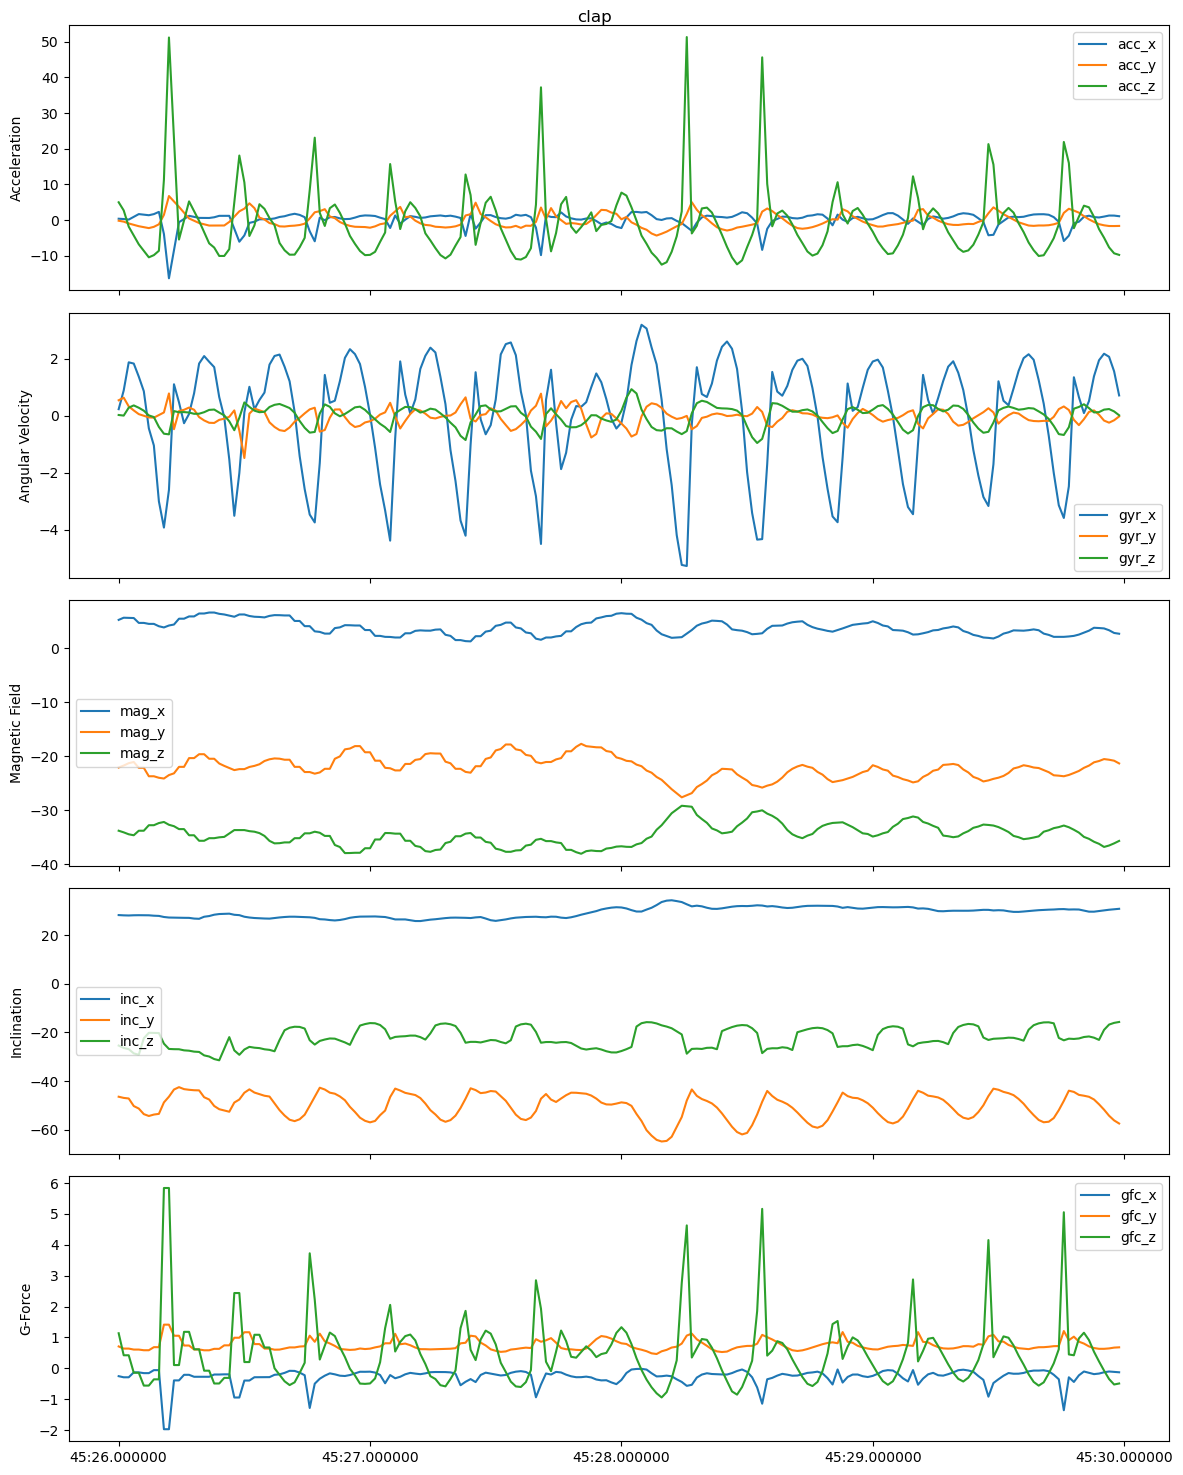 clap
50
40
30
20
10
0
−10
Acceleration
acc_x
acc_y
acc_z
2
0
−2
−4
Angular Velocity
gyr_x
gyr_y
gyr_z
0
−10
−20
−30
−40
Magnetic Field
mag_x
mag_y
mag_z
20
0
−20
−40
−60
Inclination
inc_x
inc_y
inc_z
6
5
4
3
2
1
0
−1
−2
G-Force
gfc_x
gfc_y
gfc_z
45:26.000000 45:27.000000 45:28.000000 45:29.000000 45:30.000000